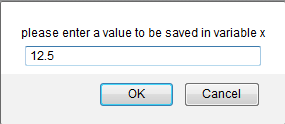 please enter a value to be saved in variable x
12.5
OK Cancel